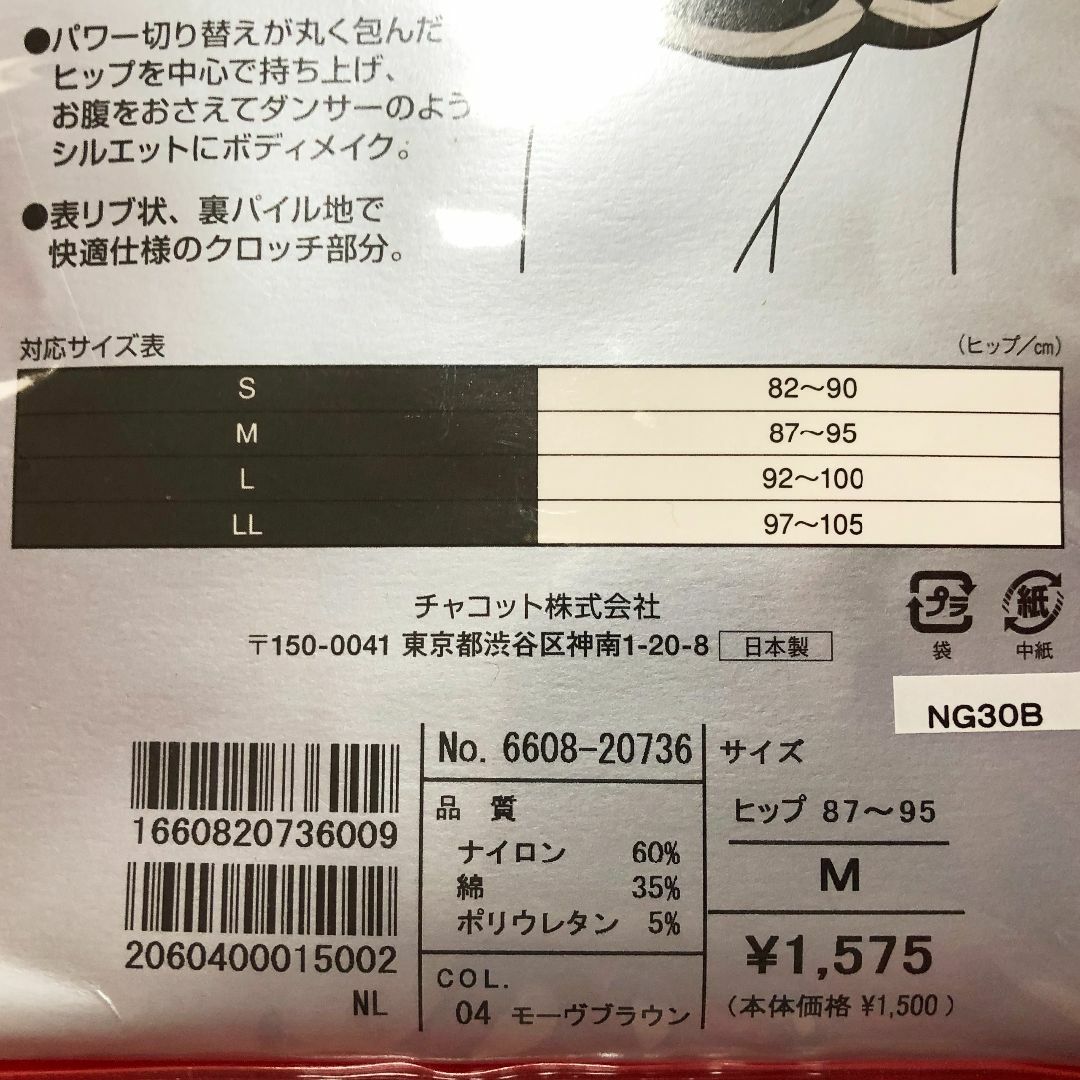 ●パワー切り替えが丸く包んだ
ヒップを中心で持ち上げ、
お腹をおさえてダンサーのよう
シルエットにボディメイク。
●表リブ状、裏パイル地で
快適仕様のクロッチ部分。
対応サイズ表 (ヒップ/cm)
S 82〜90
M 87〜95
L 92〜100
LL 97〜105
チャコット株式会社
〒150-0041 東京都渋谷区神南1-20-8 日本製
プラ 紙
袋 中紙
NG30B
1660820736009
2060400015002
NL
No. 6608-20736
品 質
ナイロン 60%
綿 35%
ポリウレタン 5%
COL.
04 モーヴブラウン
サイズ
ヒップ 87〜95
M
¥1,575
(本体価格 ¥1,500)